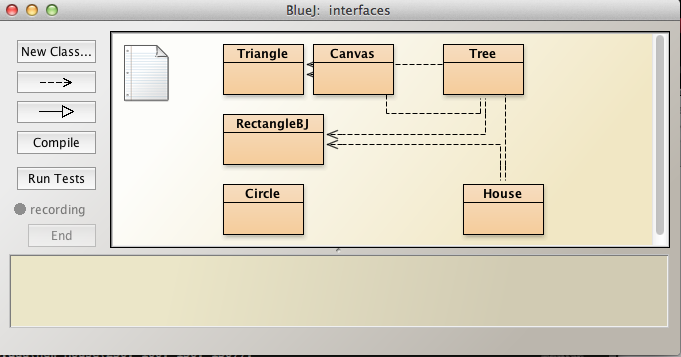 BlueJ: interfaces
New Class...
Compile
Run Tests
recording
End
Triangle
Canvas
Tree
RectangleBJ
Circle
House